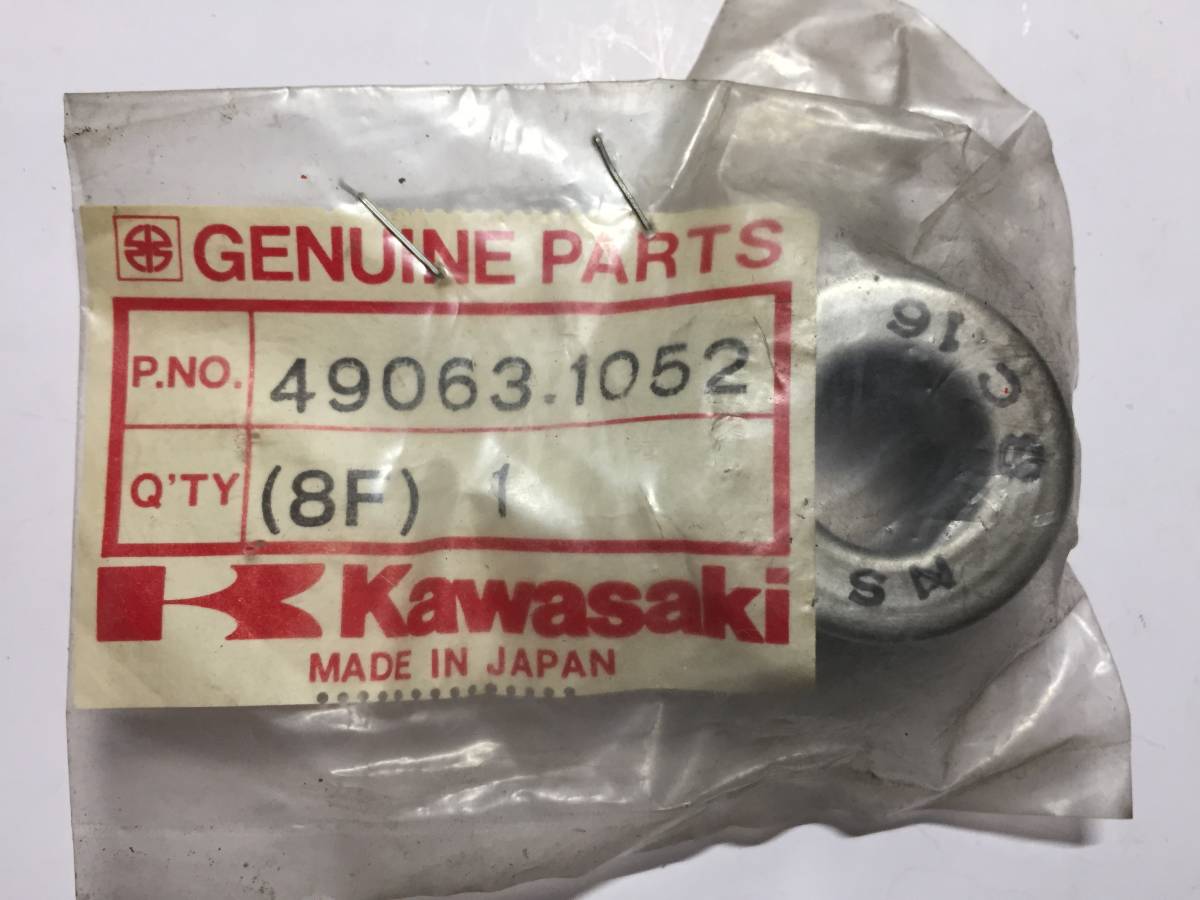 GENUINE PARTS
P.NO. 49063.1052
Q'TY (8F) 1
Kawasaki
MADE IN JAPAN